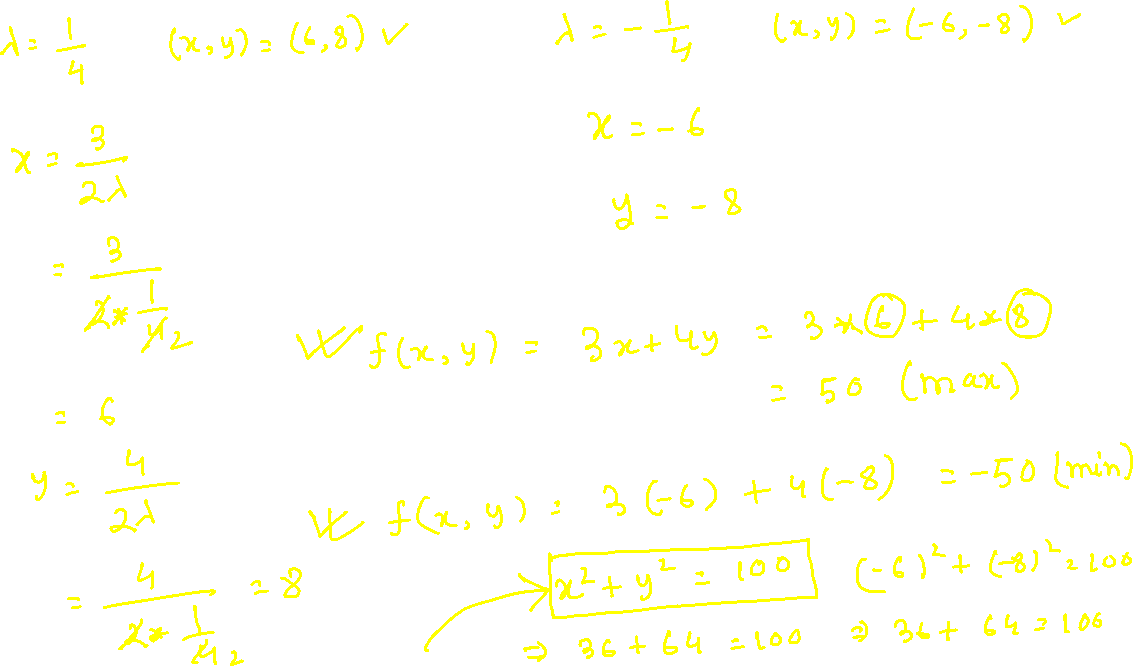 λ = 1/4 (x, y) = (6, 8) ✓
λ = - 1/4 (x, y) = (-6, -8) ✓
x = 3/2λ
x = -6
y = -8
= 3/(2 * 1/4 2)
f(x, y) = 3x + 4y = 3 * 6 + 4 * 8
= 50 (max)
= 6
y = 4/2λ
f(x, y) = 3(-6) + 4(-8) = -50 (min)
= 4/(2 * 1/4 2) = 8
x² + y² = 100 (-6)² + (-8)² = 100
⇒ 36 + 64 = 100 ⇒ 36 + 64 = 100